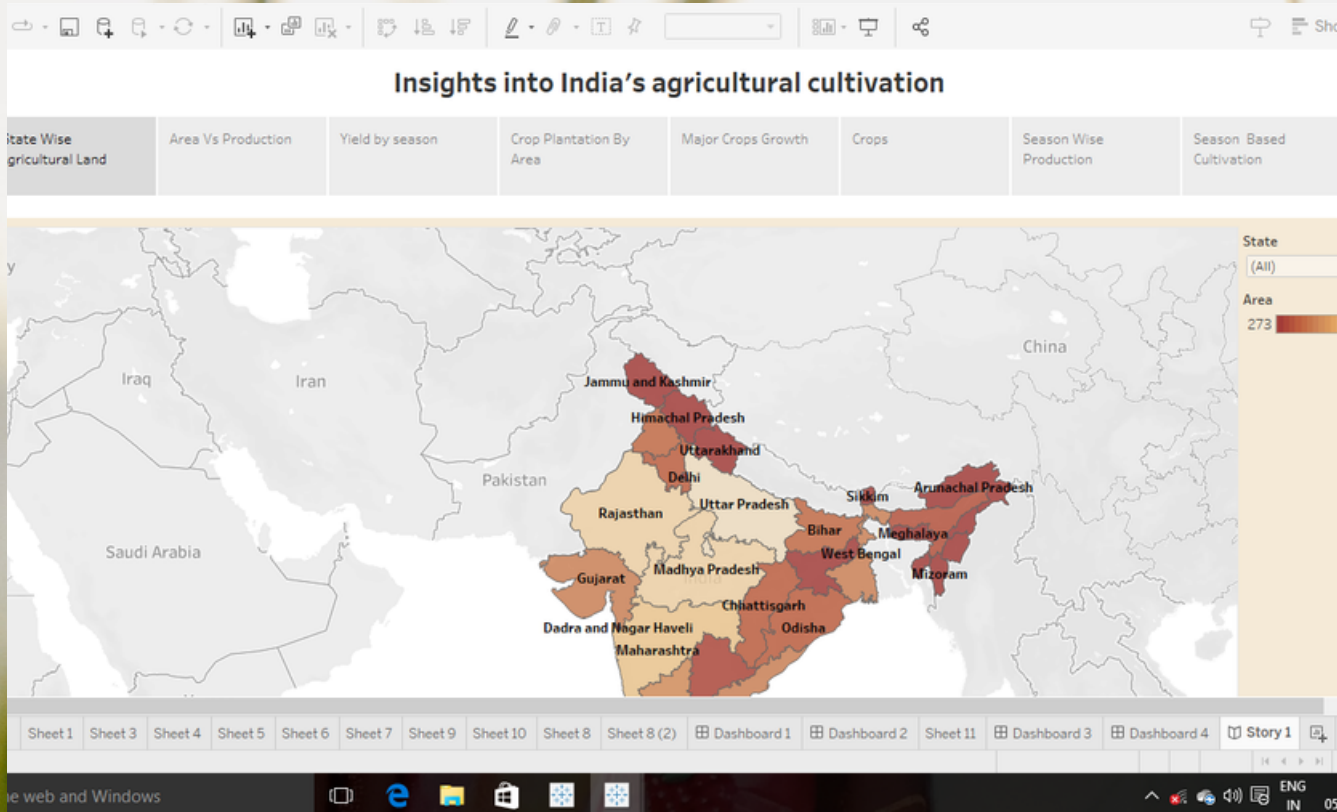 Sho
Insights into India's agricultural cultivation
State Wise
Agricultural Land
Area Vs Production
Yield by season
Crop Plantation By
Area
Major Crops Growth
Crops
Season Wise
Production
Season Based
Cultivation
State
(All)
Area
273
y
Iraq
Iran
Pakistan
Saudi Arabia
China
India
Jammu and Kashmir
Himachal Pradesh
Uttarakhand
Delhi
Rajasthan
Uttar Pradesh
Sikkim
Arunachal Pradesh
Bihar
Meghalaya
West Bengal
Mizoram
Gujarat
Madhya Pradesh
Chhattisgarh
Dadra and Nagar Haveli
Odisha
Maharashtra
Sheet 1
Sheet 3
Sheet 4
Sheet 5
Sheet 6
Sheet 7
Sheet 9
Sheet 10
Sheet 8
Sheet 8 (2)
Dashboard 1
Dashboard 2
Sheet 11
Dashboard 3
Dashboard 4
Story 1
e web and Windows
ENG
IN
05